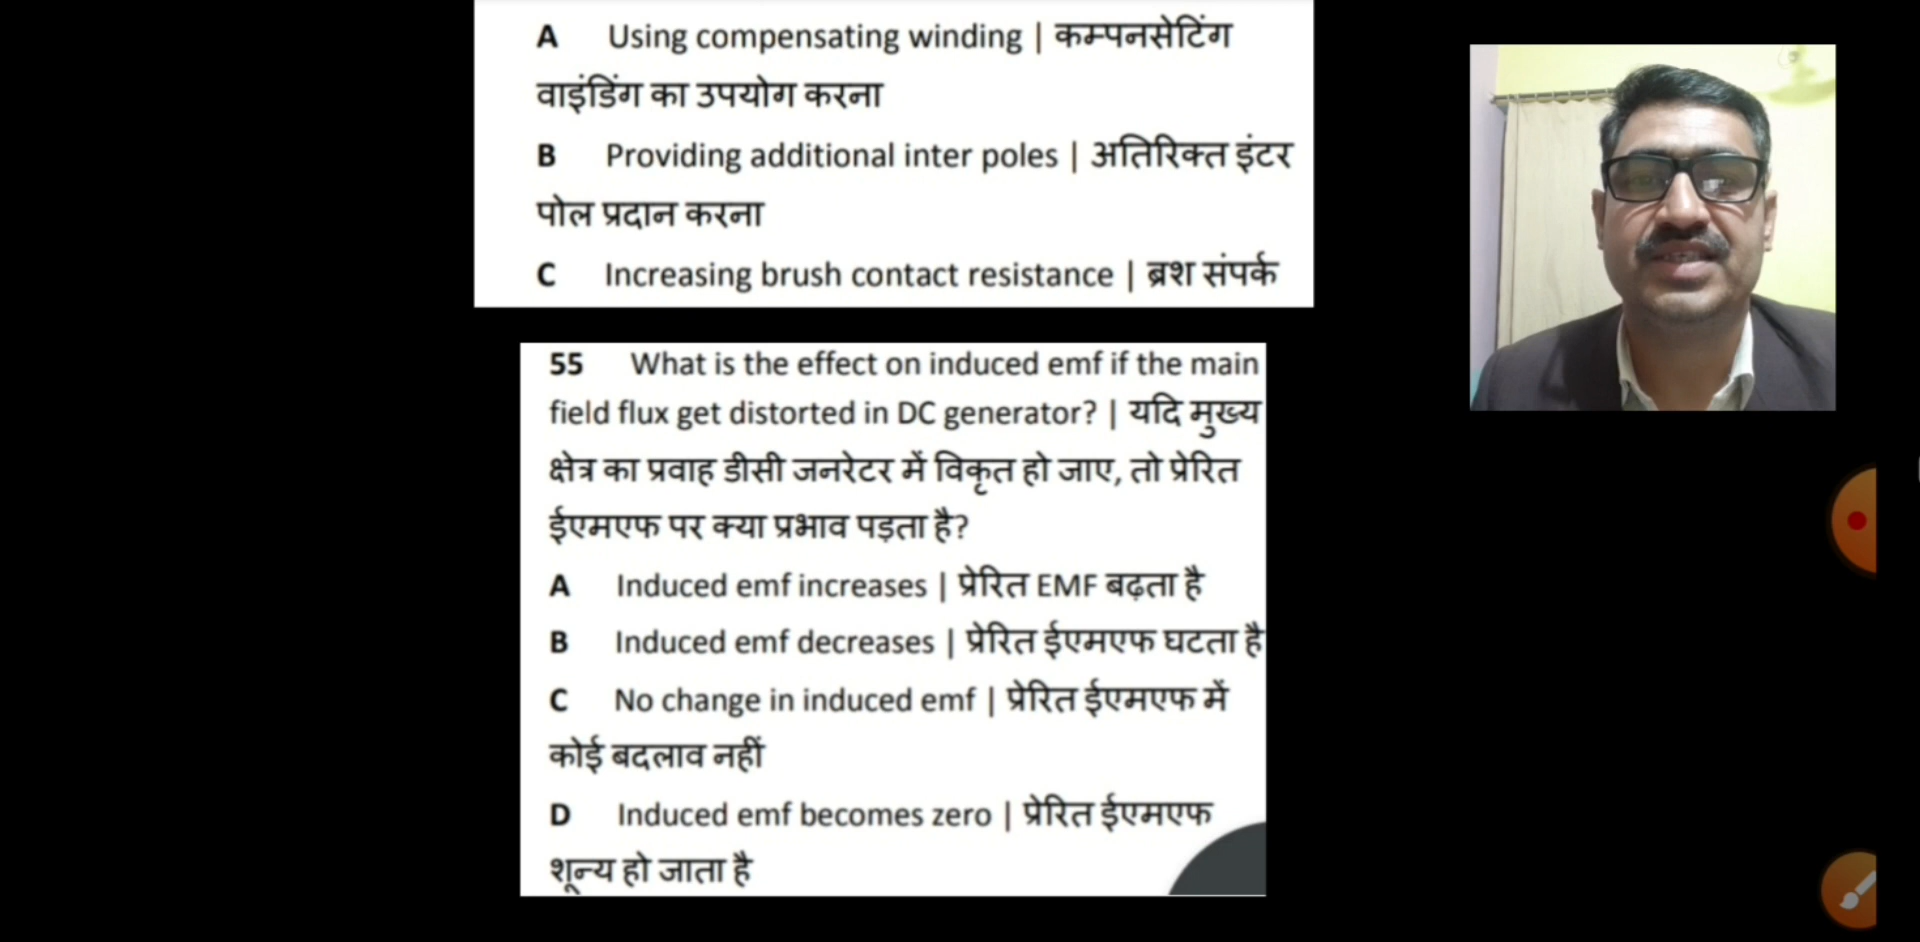 A Using compensating winding | कम्पनसेटिंग
वाइंडिंग का उपयोग करना
B Providing additional inter poles | अतिरिक्त इंटर
पोल प्रदान करना
C Increasing brush contact resistance | ब्रश संपर्क
55 What is the effect on induced emf if the main
field flux get distorted in DC generator? | यदि मुख्य
क्षेत्र का प्रवाह डीसी जनरेटर में विकृत हो जाए, तो प्रेरित
ईएमएफ पर क्या प्रभाव पड़ता है?
A Induced emf increases | प्रेरित EMF बढ़ता है
B Induced emf decreases | प्रेरित ईएमएफ घटता है
C No change in induced emf | प्रेरित ईएमएफ में
कोई बदलाव नहीं
D Induced emf becomes zero | प्रेरित ईएमएफ
शून्य हो जाता है